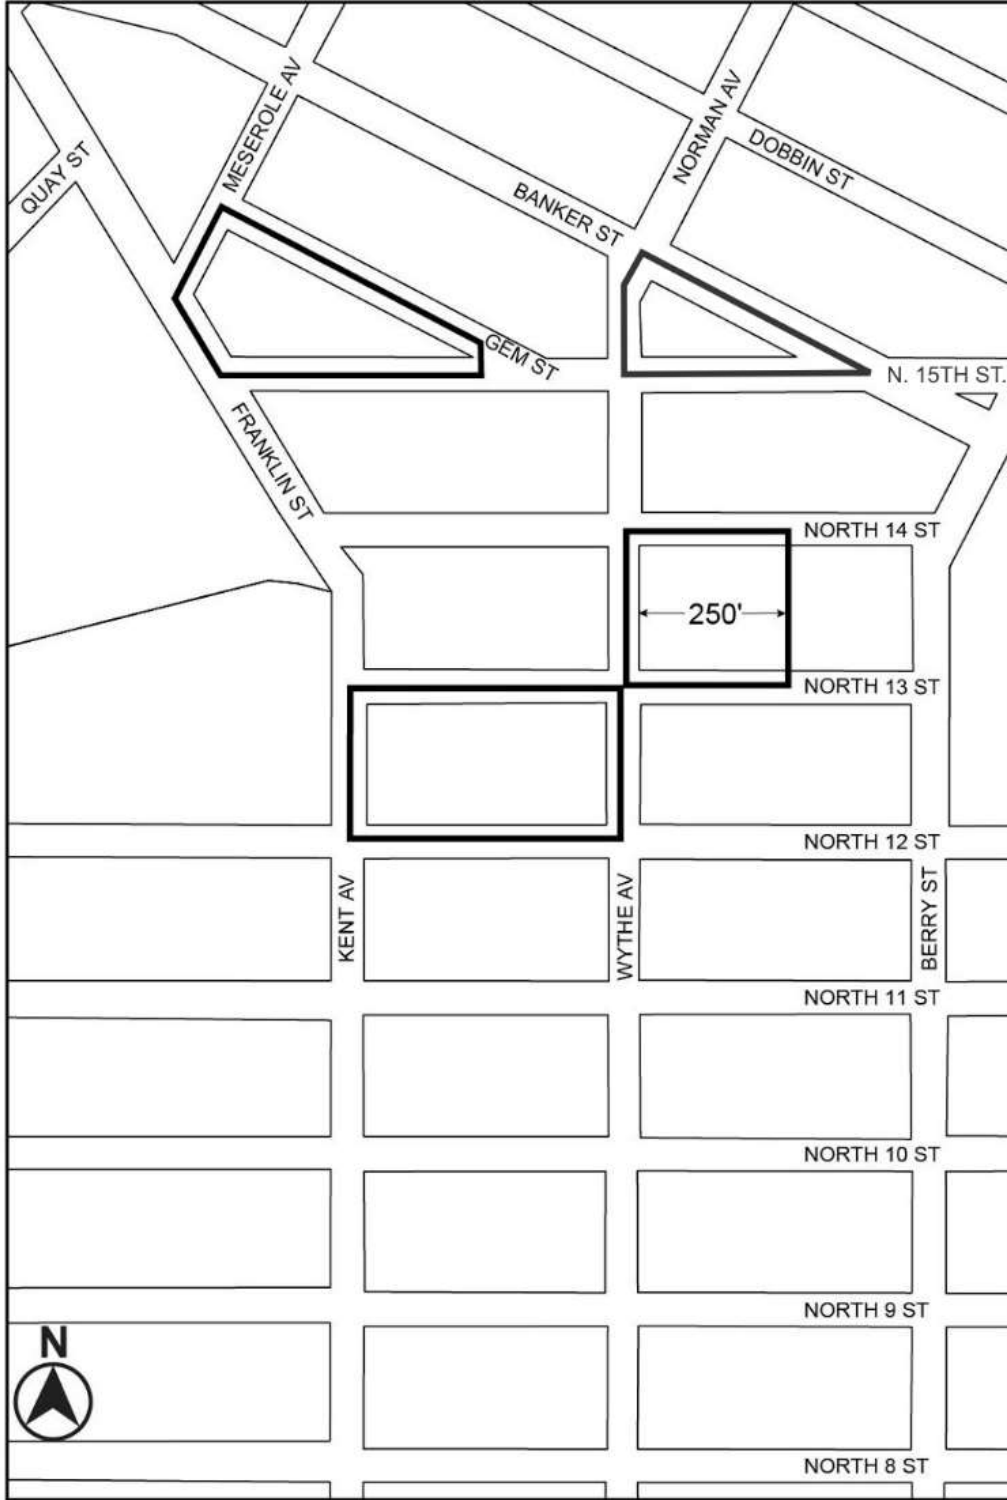 MESEROLE AV
NORMAN AV
QUAY ST
DOBBIN ST
BANKER ST
GEM ST
N. 15TH ST.
FRANKLIN ST
NORTH 14 ST
250'
NORTH 13 ST
NORTH 12 ST
KENT AV
WYTHE AV
BERRY ST
NORTH 11 ST
NORTH 10 ST
NORTH 9 ST
N
NORTH 8 ST